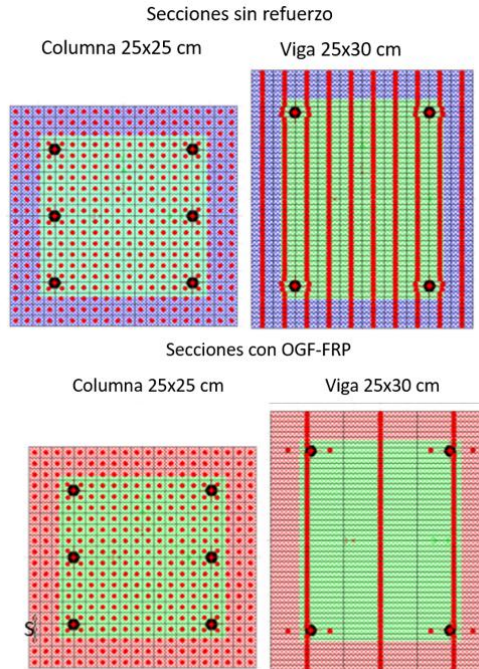 Secciones sin refuerzo
Columna 25x25 cm
Viga 25x30 cm
Secciones con OGF-FRP
Columna 25x25 cm
Viga 25x30 cm
S